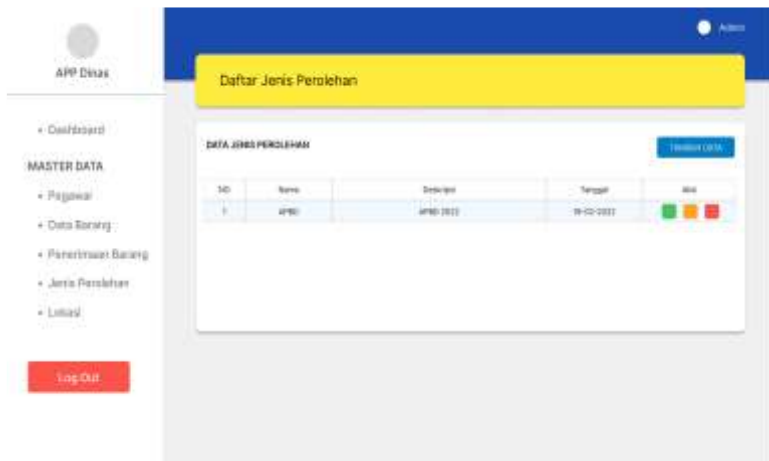 Admin
APP Dinas
Daftar Jenis Perolehan
Dashboard
MASTER DATA
Pegawai
Data Barang
Penerimaan Barang
Jenis Perolehan
Lokasi
Log Out
DATA JENIS PEROLEHAN
TAMBAH DATA
NO Nama Deskripsi Tanggal Aksi
1 APBD APBD 2022